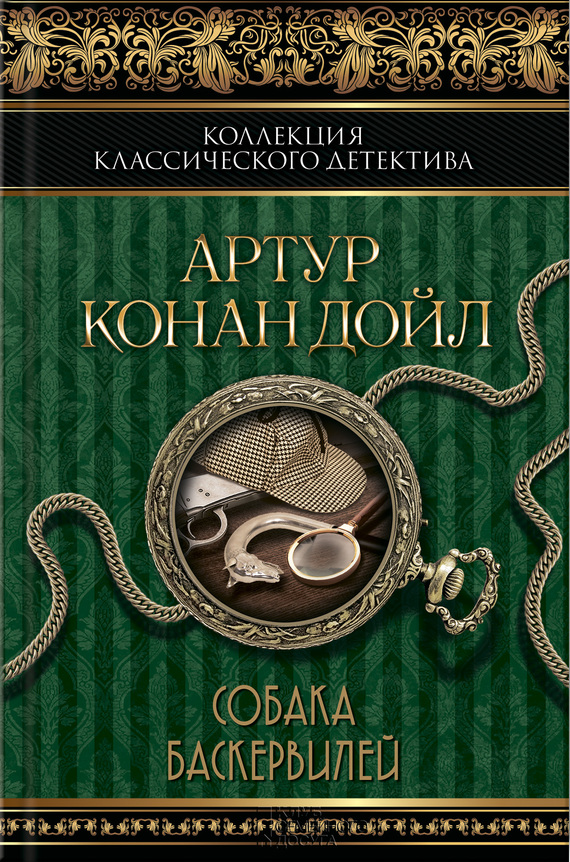 КОЛЛЕКЦИЯ
КЛАССИЧЕСКОГО ДЕТЕКТИВА
АРТУР
КОНАН ДОЙЛ
СОБАКА
БАСКЕРВИЛЕЙ